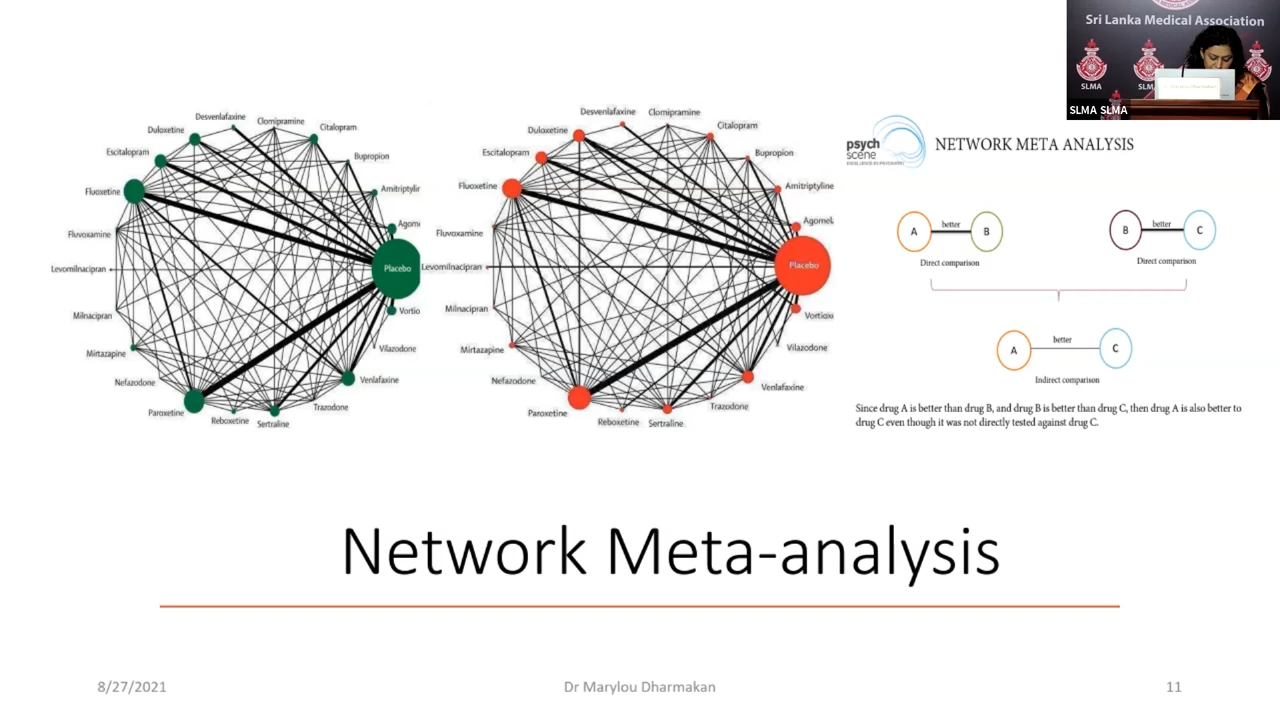 Sri Lanka Medical Association
SLMA
SLMA SLMA
Desvenlafaxine
Clomipramine
Duloxetine
Citalopram
Escitalopram
Bupropion
Fluoxetine
Amitriptylin
Agome
Fluvoxamine
Placebo
Levomilnacipran
Vortio
Milnacipran
Mirtazapine
Vilazodone
Nefazodone
Venlafaxine
Paroxetine
Trazodone
Reboxetine
Sertraline
Desvenlafaxine
Clomipramine
Duloxetine
Citalopram
Escitalopram
Bupropion
Fluoxetine
Amitriptyline
Agomela
Fluvoxamine
Placebo
Levomilnacipran
Milnacipran
Vortiox
Mirtazapine
Vilazodone
Nefazodone
Venlafaxine
Paroxetine
Trazodone
Reboxetine
Sertraline
psych
scene
NETWORK META ANALYSIS
A better B
Direct comparison
B better C
Direct comparison
A better C
Indirect comparison
Since drug A is better than drug B, and drug B is better than drug C, then drug A is also better to
drug C even though it was not directly tested against drug C.
Network Meta-analysis
8/27/2021
Dr Marylou Dharmakan
11